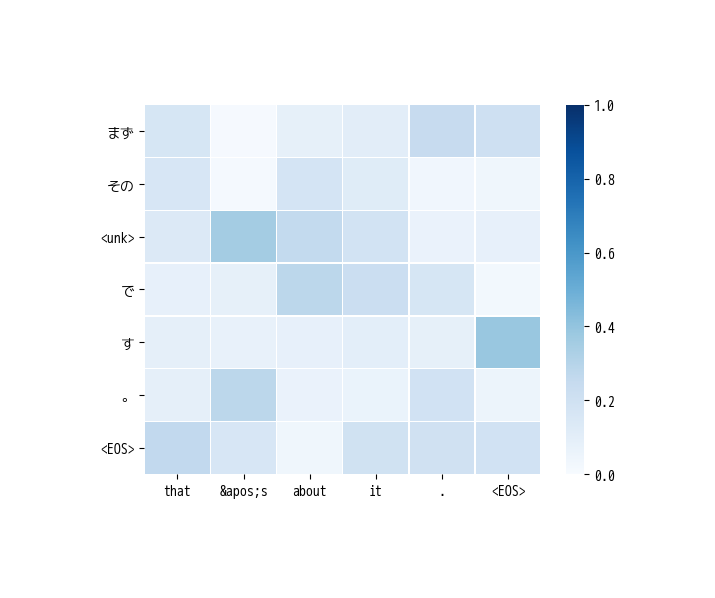 まず
その
<unk>
で
す
。
<EOS>
that &apos;s about it . <EOS>
1.0
0.8
0.6
0.4
0.2
0.0